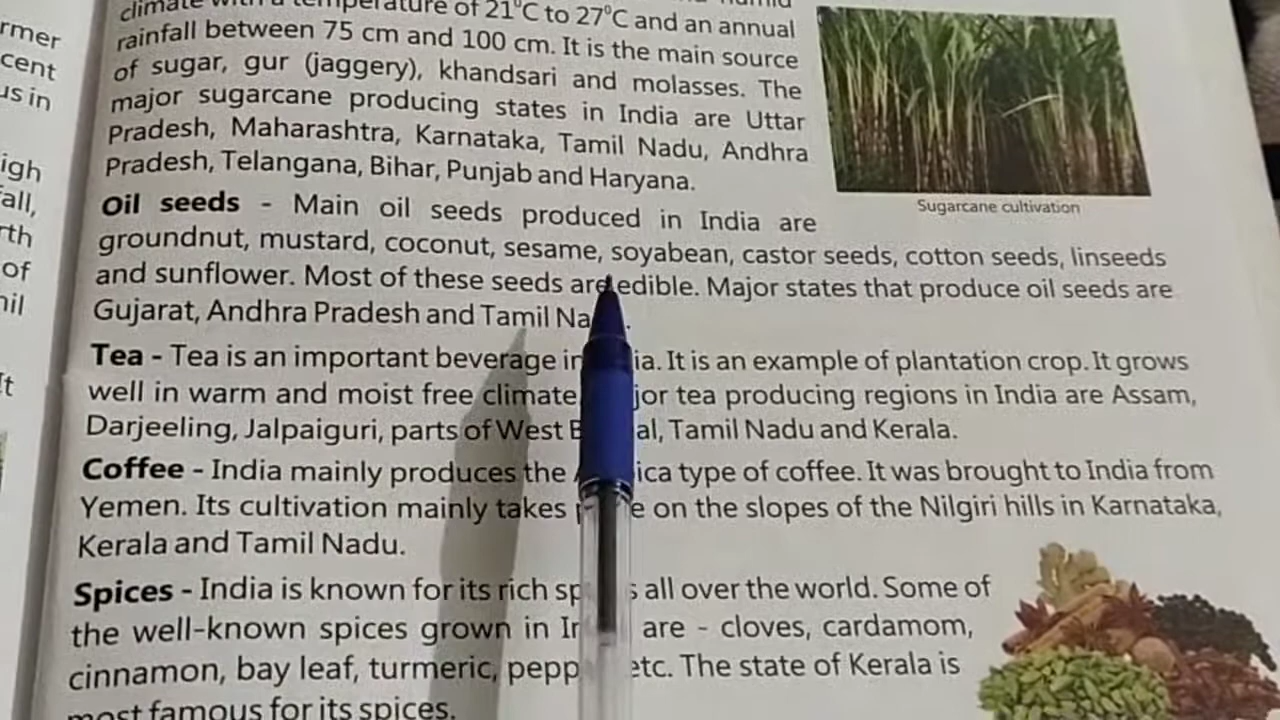 rmer
cent
us in
igh
fall,
rth
of
nil
It
climate with a temperature of 21°C to 27°C and an annual
rainfall between 75 cm and 100 cm. It is the main source
of sugar, gur (jaggery), khandsari and molasses. The
major sugarcane producing states in India are Uttar
Pradesh, Maharashtra, Karnataka, Tamil Nadu, Andhra
Pradesh, Telangana, Bihar, Punjab and Haryana.
Sugarcane cultivation
Oil seeds - Main oil seeds produced in India are
groundnut, mustard, coconut, sesame, soyabean, castor seeds, cotton seeds, linseeds
and sunflower. Most of these seeds are edible. Major states that produce oil seeds are
Gujarat, Andhra Pradesh and Tamil Na
Tea - Tea is an important beverage in ia. It is an example of plantation crop. It grows
well in warm and moist free climate. jor tea producing regions in India are Assam,
Darjeeling, Jalpaiguri, parts of West B al, Tamil Nadu and Kerala.
Coffee - India mainly produces the A ica type of coffee. It was brought to India from
Yemen. Its cultivation mainly takes p e on the slopes of the Nilgiri hills in Karnataka,
Kerala and Tamil Nadu.
Spices - India is known for its rich sp s all over the world. Some of
the well-known spices grown in In are - cloves, cardamom,
cinnamon, bay leaf, turmeric, pepp etc. The state of Kerala is
most famous for its spices.